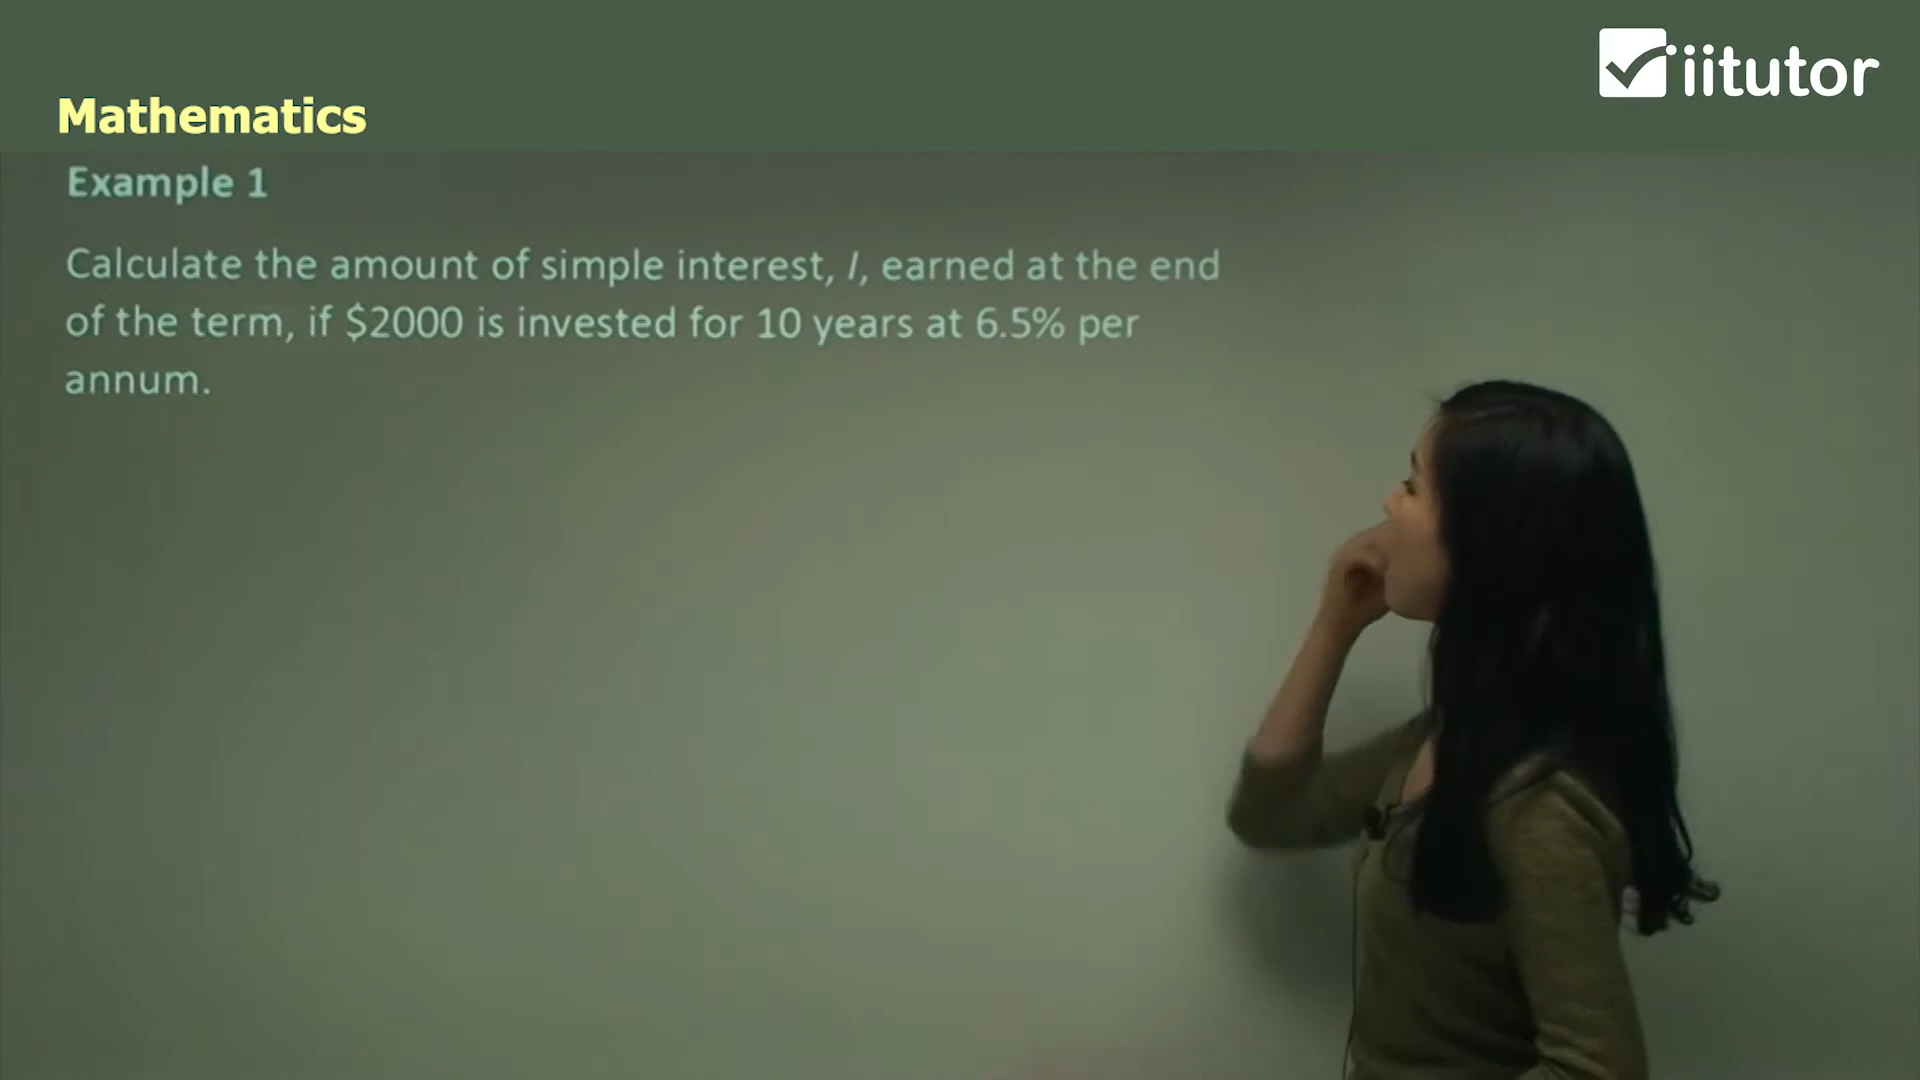 iitutor
Mathematics
Example 1
Calculate the amount of simple interest, I, earned at the end
of the term, if $2000 is invested for 10 years at 6.5% per
annum.